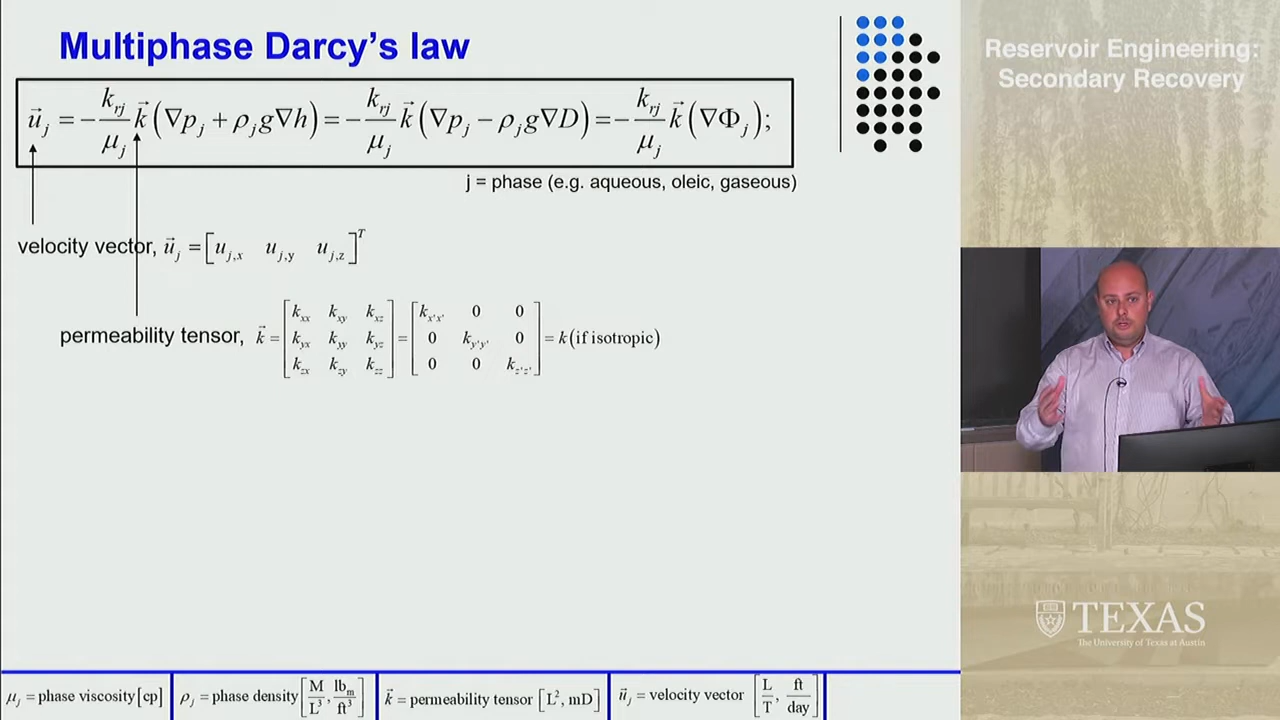 Multiphase Darcy's law
u⃗_j = −(k_rj/μ_j) k⃗ (∇p_j + ρ_j g∇h) = −(k_rj/μ_j) k⃗ (∇p_j − ρ_j g∇D) = −(k_rj/μ_j) k⃗ (∇Φ_j);
j = phase (e.g. aqueous, oleic, gaseous)
velocity vector, u⃗_j = [u_j,x u_j,y u_j,z]^T
permeability tensor, k⃗ = [k_xx k_xy k_xz; k_yx k_yy k_yz; k_zx k_zy k_zz] = [k_x'x' 0 0; 0 k_y'y' 0; 0 0 k_z'z'] = k (if isotropic)
μ_j = phase viscosity [cp]
ρ_j = phase density [M/L³, lb_m/ft³]
k⃗ = permeability tensor [L², mD]
u⃗_j = velocity vector [L/T, ft/day]
Reservoir Engineering:
Secondary Recovery
TEXAS
The University of Texas at Austin